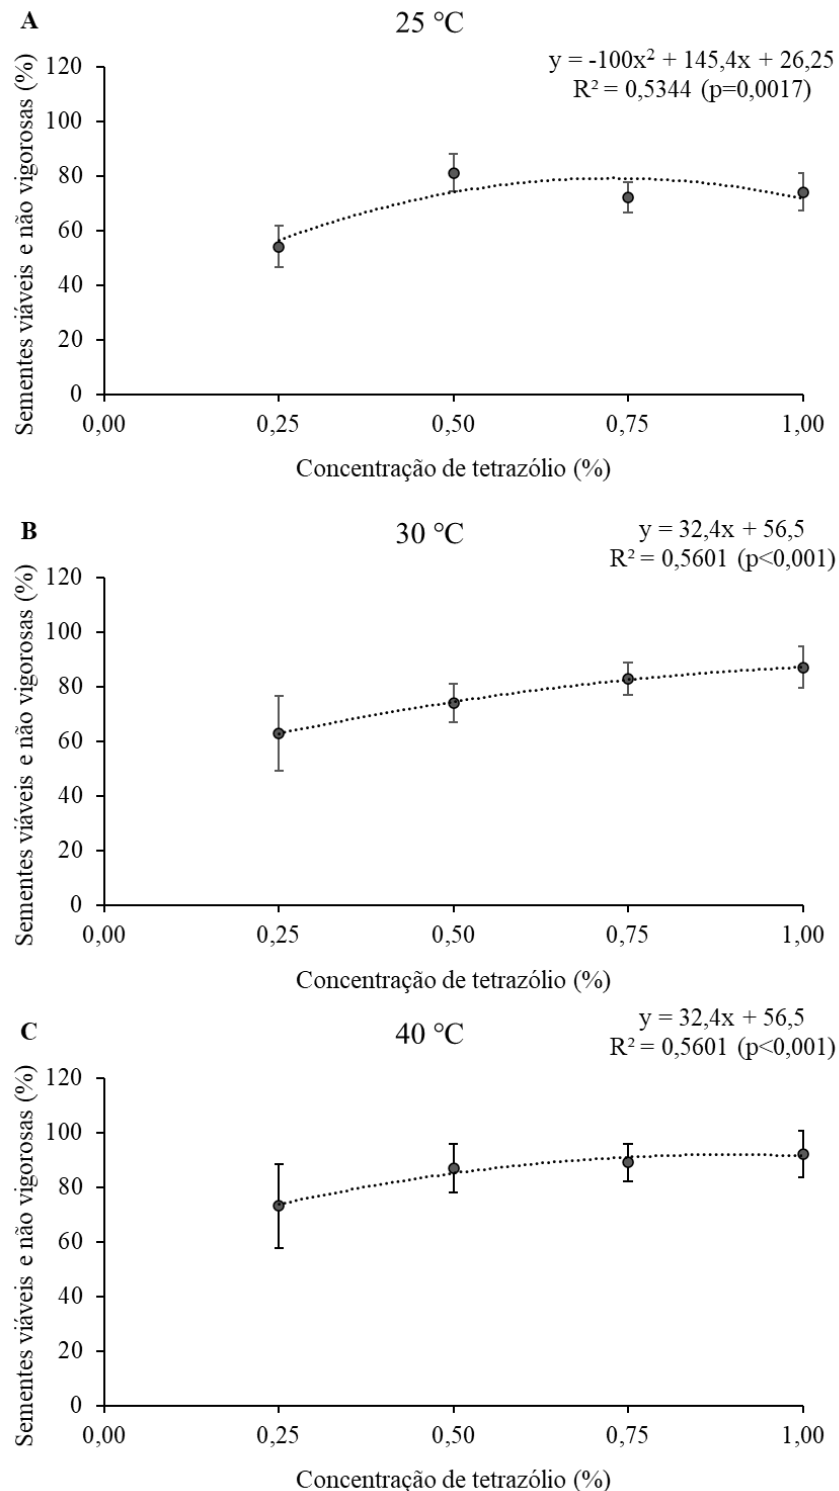 A
25 °C
y = -100x² + 145,4x + 26,25
R² = 0,5344 (p=0,0017)
Sementes viáveis e não vigorosas (%)
120
100
80
60
40
20
0
0,00 0,25 0,50 0,75 1,00
Concentração de tetrazólio (%)
B
30 °C
y = 32,4x + 56,5
R² = 0,5601 (p<0,001)
Sementes viáveis e não vigorosas (%)
120
100
80
60
40
20
0
0,00 0,25 0,50 0,75 1,00
Concentração de tetrazólio (%)
C
40 °C
y = 32,4x + 56,5
R² = 0,5601 (p<0,001)
Sementes viáveis e não vigorosas (%)
120
100
80
60
40
20
0
0,00 0,25 0,50 0,75 1,00
Concentração de tetrazólio (%)